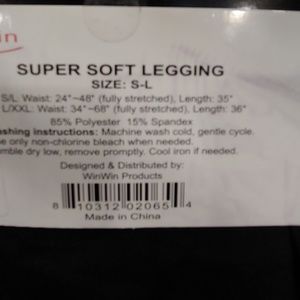 in
SUPER SOFT LEGGING
SIZE: S-L
S/L Waist: 24"~48" (fully stretched), Length: 35"
L/XXL: Waist: 34"~68" (fully stretched), Length: 36"
85% Polyester 15% Spandex
shing instructions: Machine wash cold, gentle cycle.
e only non-chlorine bleach when needed.
mble dry low, remove promptly. Cool iron if needed.
Designed & Distributed by:
WinWin Products
8 10312 02065 4
Made in China